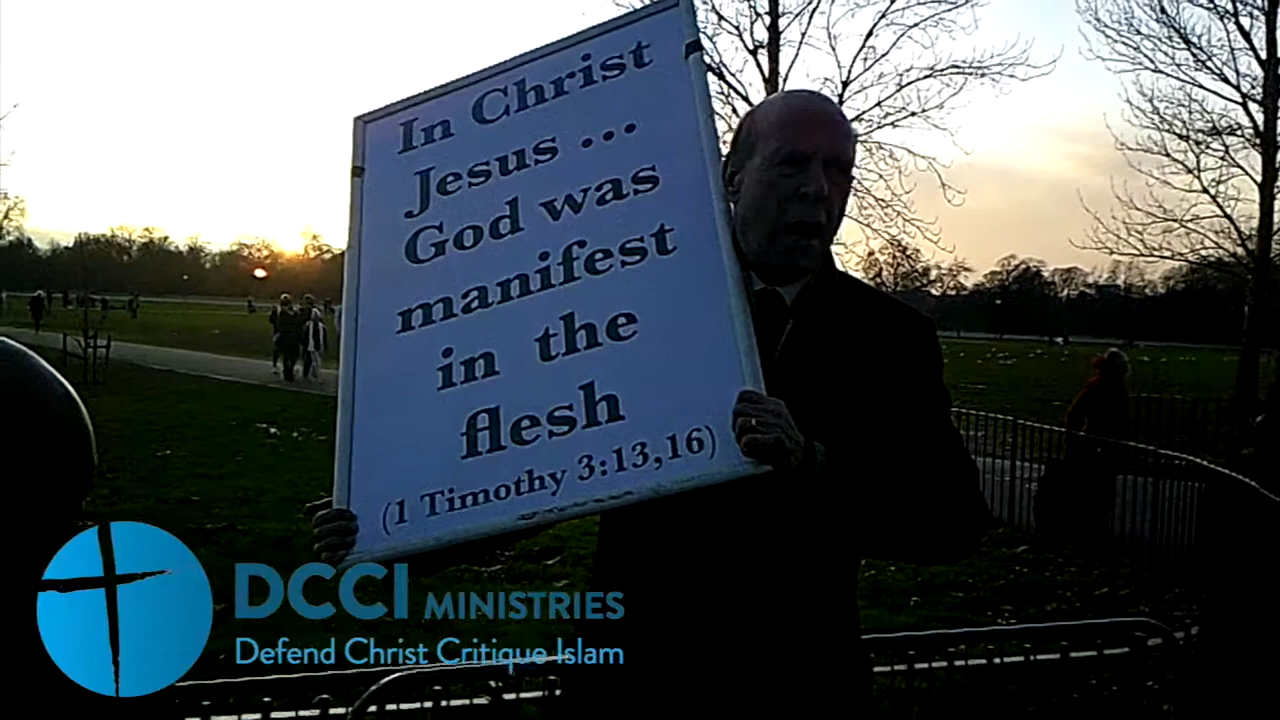 In Christ
Jesus ...
God was
manifest
in the
flesh
(1 Timothy 3:13,16)
DCCI MINISTRIES
Defend Christ Critique Islam